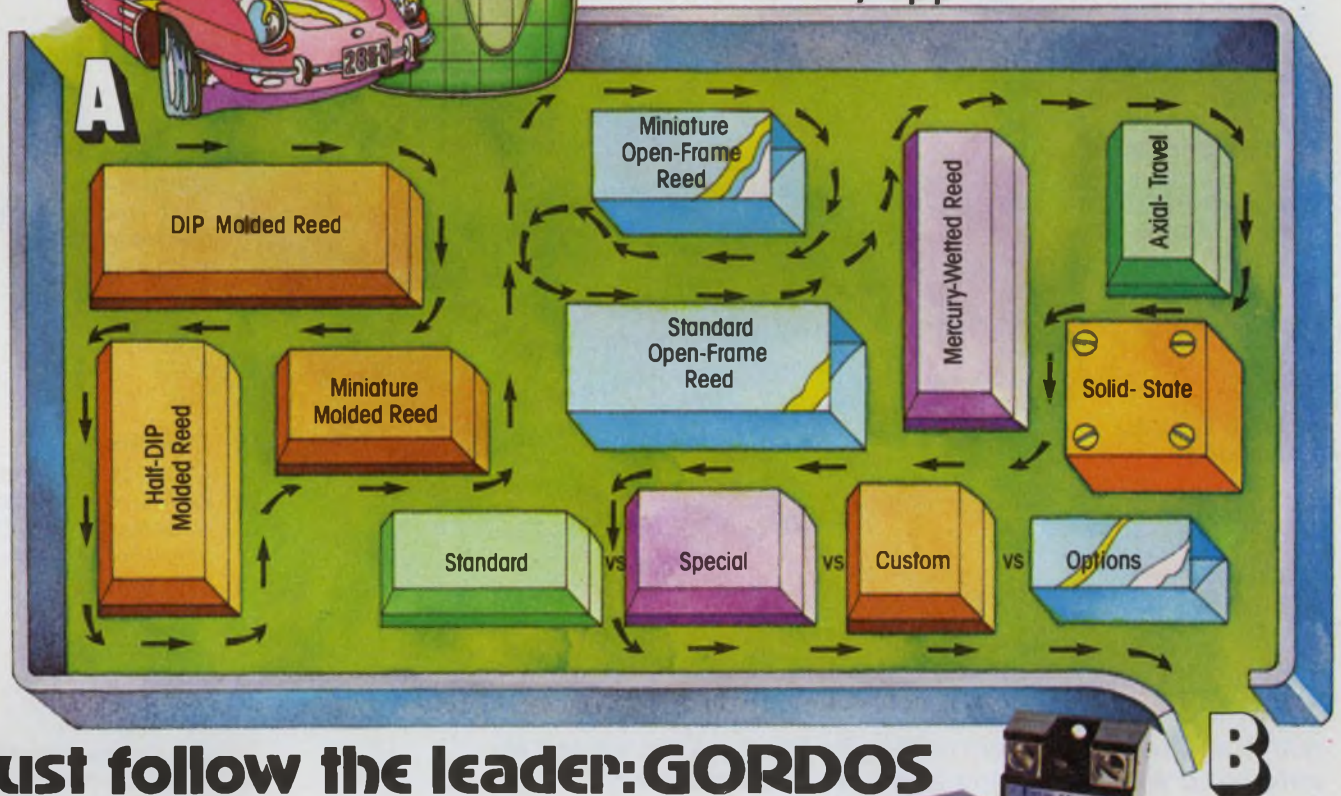 286-J
A
Miniature
Open-Frame
Reed
DIP Molded Reed
Mercury-Wetted Reed
Axial- Travel
Standard
Open-Frame
Reed
Half-DIP
Molded Reed
Miniature
Molded Reed
Solid- State
Standard vs Special vs Custom vs Options
B
ust follow the leader: GORDOS